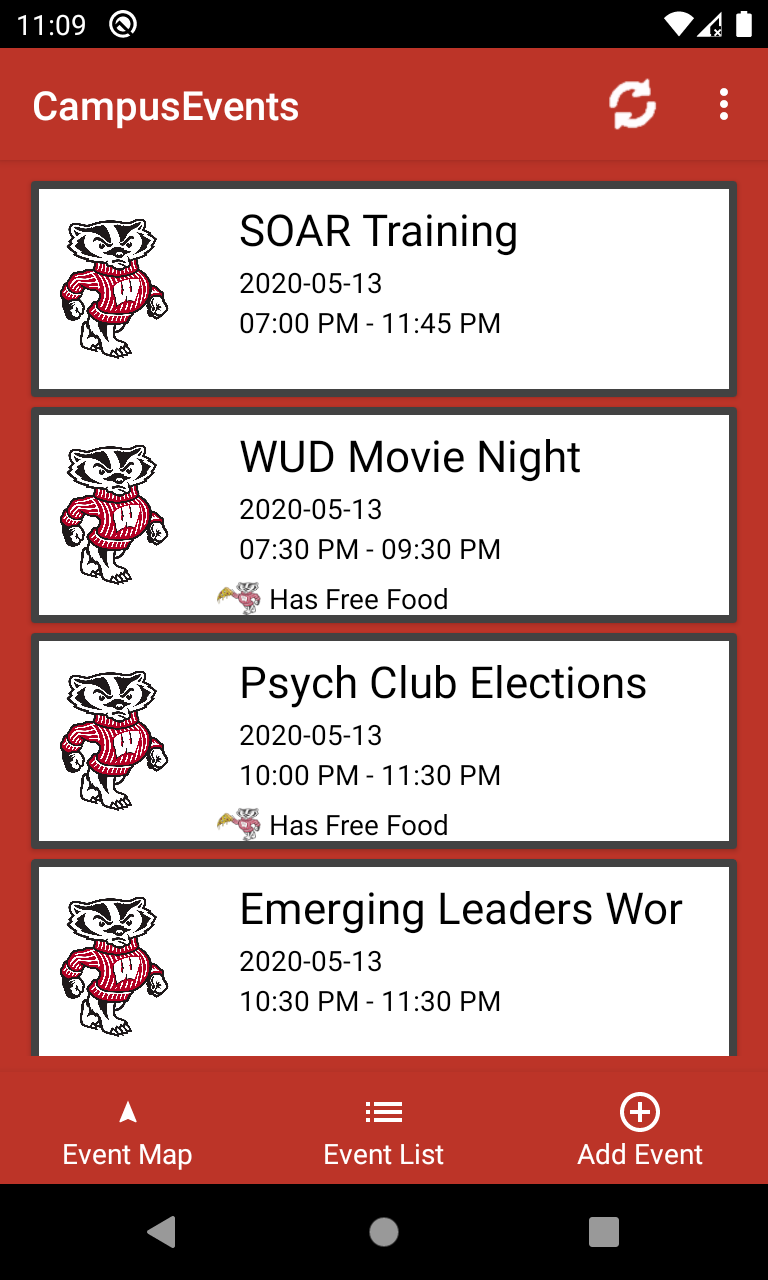 11:09
CampusEvents
SOAR Training
2020-05-13
07:00 PM - 11:45 PM
WUD Movie Night
2020-05-13
07:30 PM - 09:30 PM
Has Free Food
Psych Club Elections
2020-05-13
10:00 PM - 11:30 PM
Has Free Food
Emerging Leaders Wor
2020-05-13
10:30 PM - 11:30 PM
Event Map
Event List
Add Event